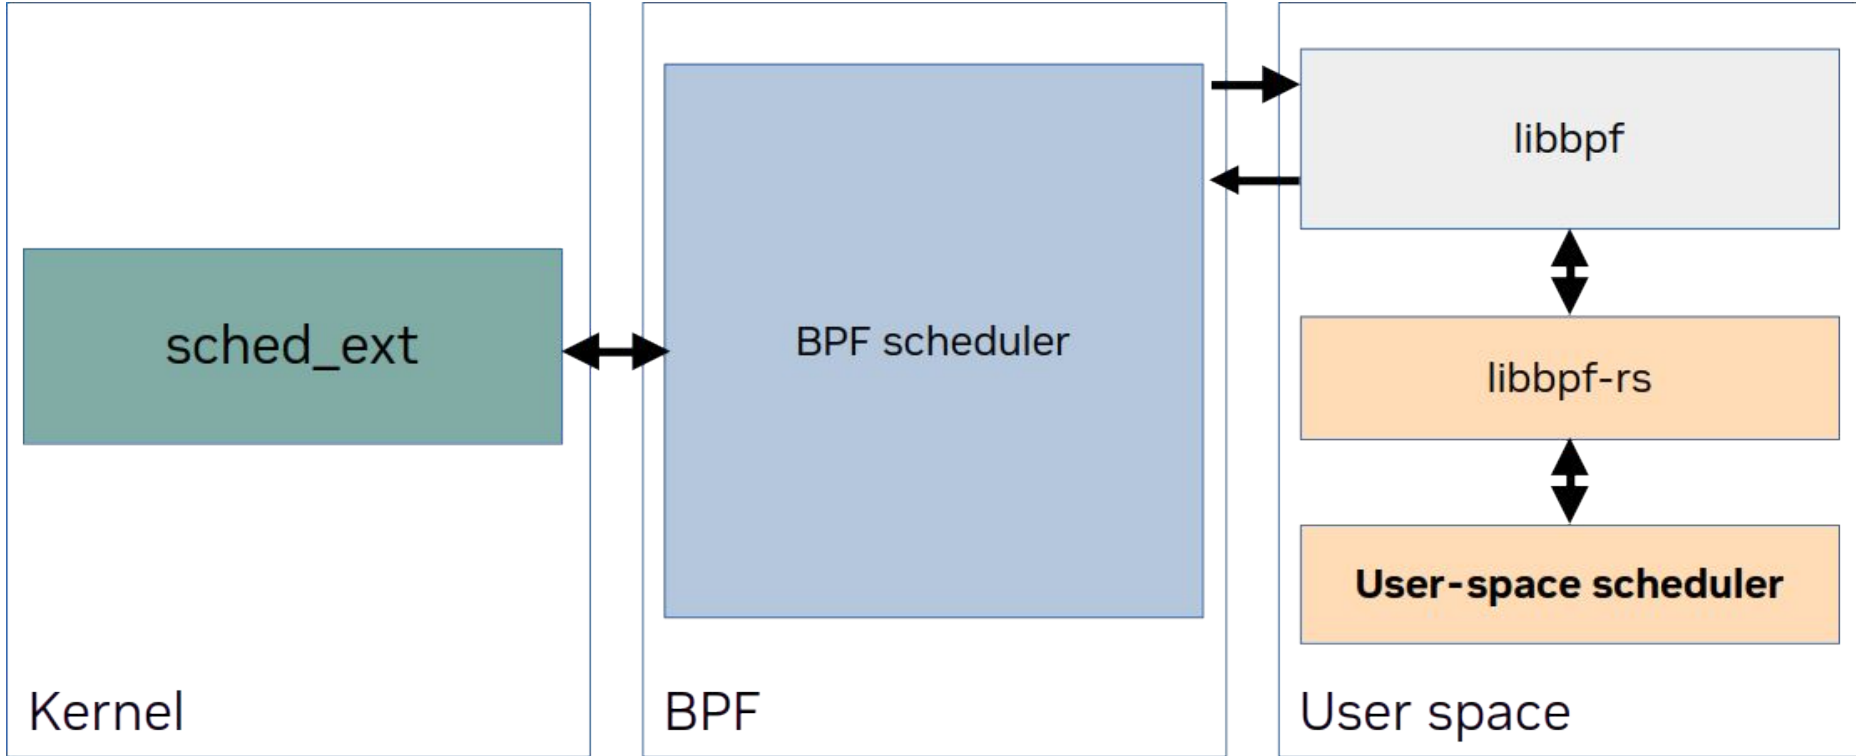 sched_ext
Kernel
BPF scheduler
BPF
libbpf
libbpf-rs
User-space scheduler
User space